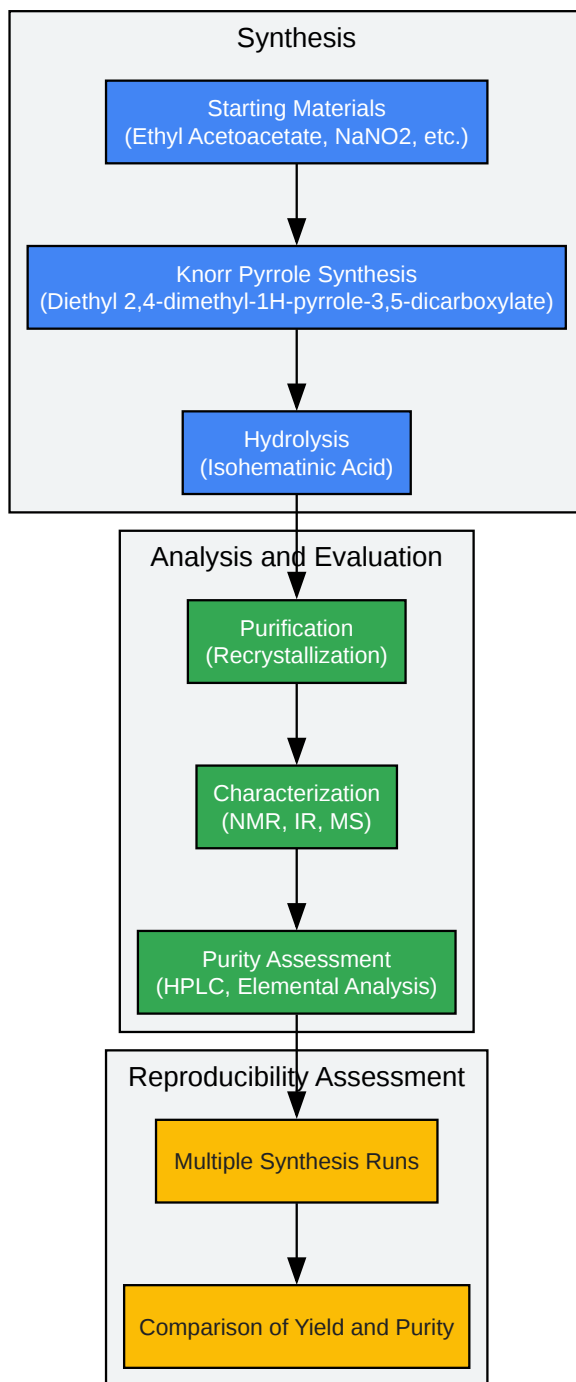 Synthesis
Starting Materials
(Ethyl Acetoacetate, NaNO2, etc.)
Knorr Pyrrole Synthesis
(Diethyl 2,4-dimethyl-1H-pyrrole-3,5-dicarboxylate)
Hydrolysis
(Isohematinic Acid)
Analysis and Evaluation
Purification
(Recrystallization)
Characterization
(NMR, IR, MS)
Purity Assessment
(HPLC, Elemental Analysis)
Reproducibility Assessment
Multiple Synthesis Runs
Comparison of Yield and Purity